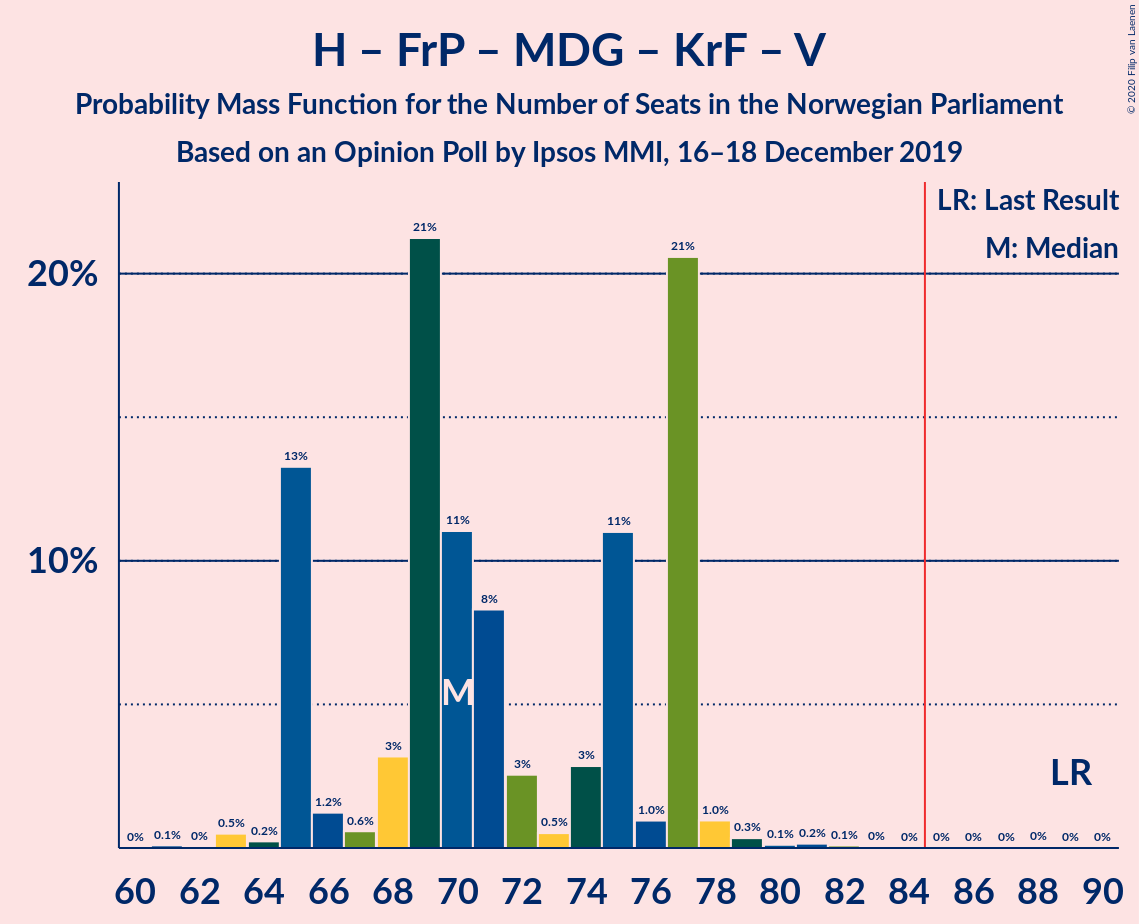 H – FrP – MDG – KrF – V
Probability Mass Function for the Number of Seats in the Norwegian Parliament
Based on an Opinion Poll by Ipsos MMI, 16–18 December 2019
© 2020 Filip van Laenen
LR: Last Result
M: Median
20%
10%
0% 0.1% 0% 0.5% 0.2% 13% 1.2% 0.6% 3% 21% 11% 8% 3% 0.5% 3% 11% 1.0% 21% 1.0% 0.3% 0.1% 0.2% 0.1% 0% 0% 0% 0% 0% 0% 0% 0%
M
LR
60 62 64 66 68 70 72 74 76 78 80 82 84 86 88 90